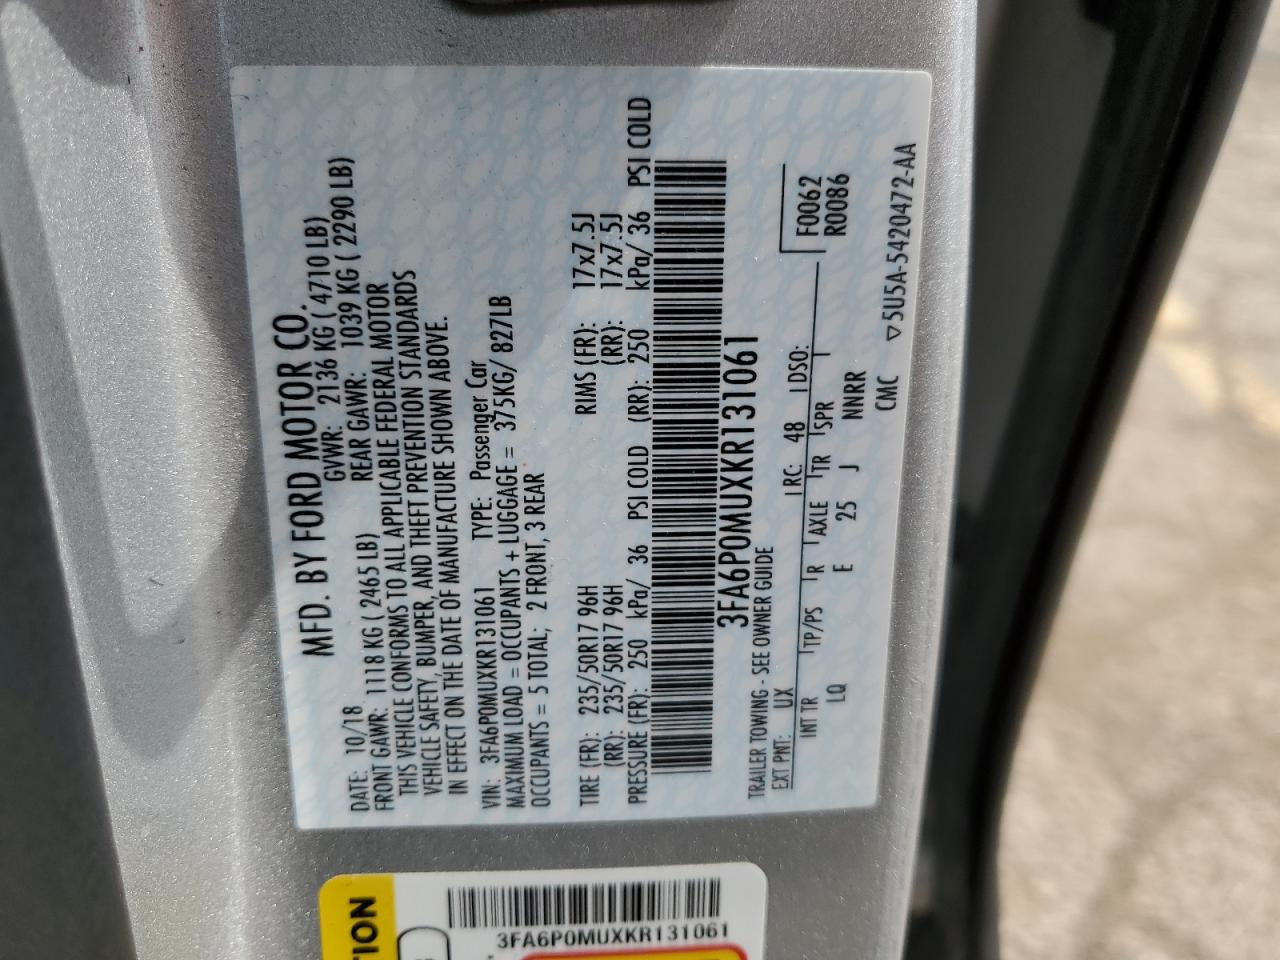 MFD. BY FORD MOTOR CO.
DATE: 10/18 GVWR: 2136 KG ( 4710 LB)
FRONT GAWR: 1118 KG ( 2465 LB) REAR GAWR: 1039 KG ( 2290 LB)
THIS VEHICLE CONFORMS TO ALL APPLICABLE FEDERAL MOTOR
VEHICLE SAFETY, BUMPER, AND THEFT PREVENTION STANDARDS
IN EFFECT ON THE DATE OF MANUFACTURE SHOWN ABOVE.
VIN: 3FA6P0MUXKR131061 TYPE: Passenger Car
MAXIMUM LOAD = OCCUPANTS + LUGGAGE = 375KG/ 827LB
OCCUPANTS = 5 TOTAL; 2 FRONT, 3 REAR
TIRE (FR): 235/50R17 96H RIMS (FR): 17x7.5J
(RR): 235/50R17 96H (RR): 17x7.5J
PRESSURE (FR): 250 kPa/ 36 PSI COLD (RR): 250 kPa/ 36 PSI COLD
3FA6P0MUXKR131061
TRAILER TOWING - SEE OWNER GUIDE
EXT PNT: UX RC: 48 DSO: F0062
R0086
INT TR TP/PS R AXLE TR SPR
LQ E 25 J NNRR
CMC ▽5U5A-5420472-AA
TION
3FA6P0MUXKR131061